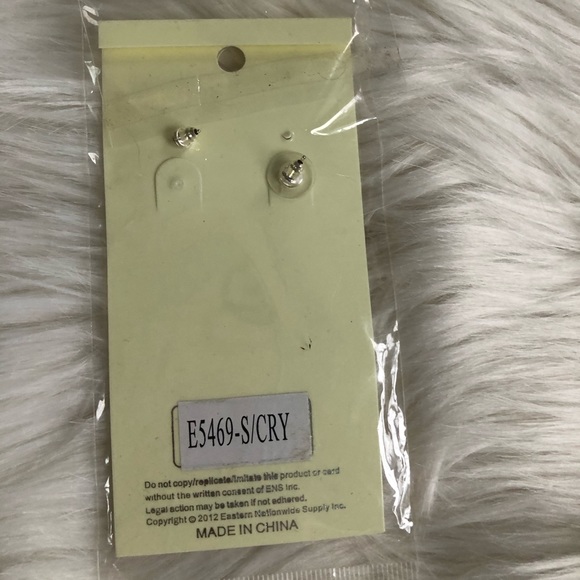 E5469-S/CRY
Do not copy/replicate/imitate this product or card
without the written consent of ENS Inc.
Legal action may be taken if not adhered.
Copyright © 2012 Eastern Nationwide Supply Inc.
MADE IN CHINA